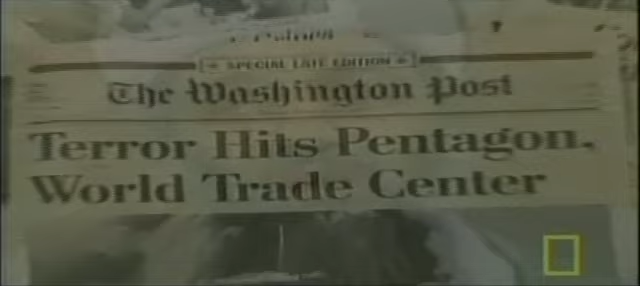 SPECIAL LATE EDITION
The Washington Post
Terror Hits Pentagon,
World Trade Center